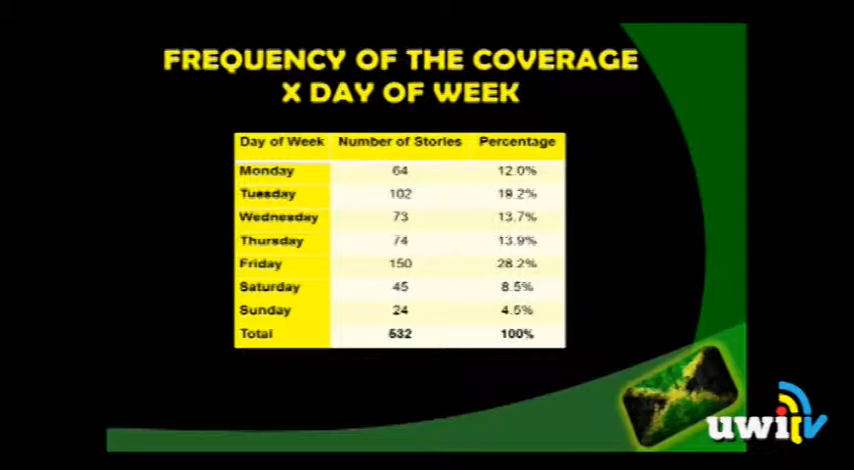 FREQUENCY OF THE COVERAGE
X DAY OF WEEK
Day of Week Number of Stories Percentage
Monday 64 12.0%
Tuesday 102 19.2%
Wednesday 73 13.7%
Thursday 74 13.9%
Friday 150 28.2%
Saturday 45 8.5%
Sunday 24 4.5%
Total 532 100%
uwitv